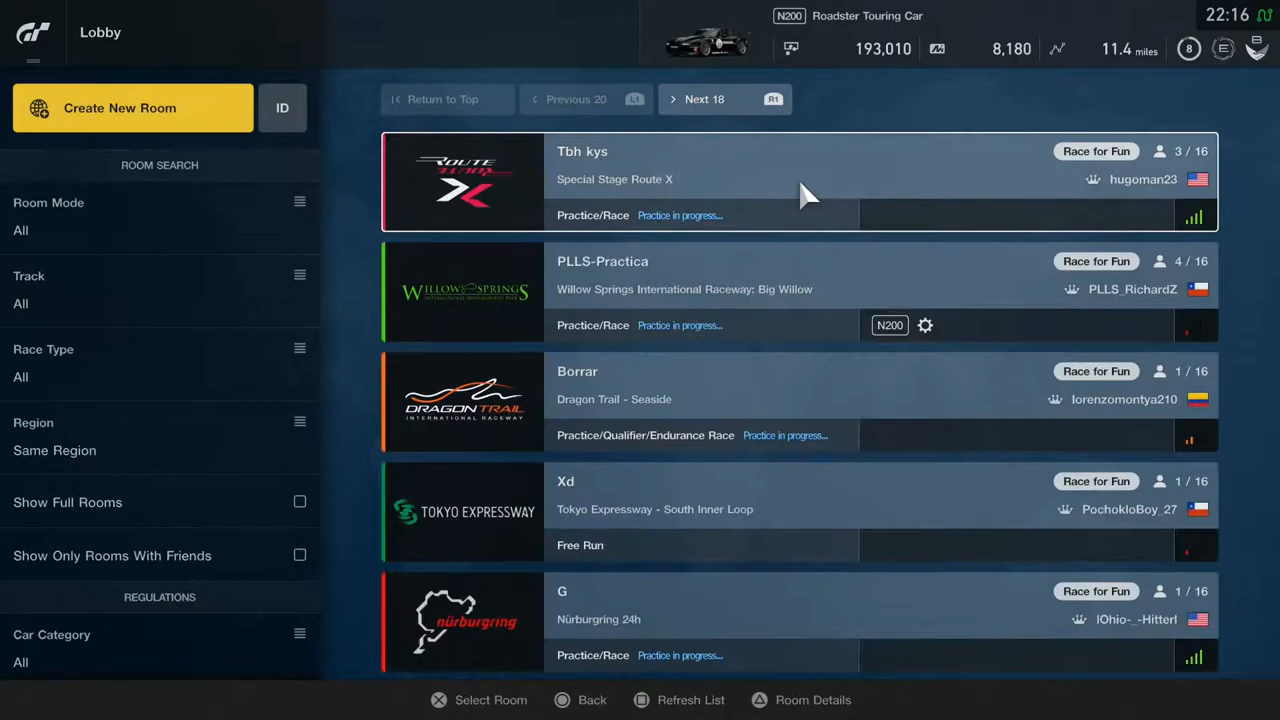 Lobby
N200 Roadster Touring Car
193,010 8,180 11.4 miles 8 E B
22:16
Create New Room ID
ROOM SEARCH
Room Mode
All
Track
All
Race Type
All
Region
Same Region
Show Full Rooms
Show Only Rooms With Friends
REGULATIONS
Car Category
All
Return to Top Previous 20 L1 Next 18 R1
ROUTE X
Tbh kys Race for Fun 3 / 16
Special Stage Route X hugoman23
Practice/Race Practice in progress...
WILLOW SPRINGS
INTERNATIONAL MOTORSPORTS PARK
PLLS-Practica Race for Fun 4 / 16
Willow Springs International Raceway: Big Willow PLLS_RichardZ
Practice/Race Practice in progress... N200
DRAGON TRAIL
INTERNATIONAL RACEWAY
Borrar Race for Fun 1 / 16
Dragon Trail - Seaside lorenzomontya210
Practice/Qualifier/Endurance Race Practice in progress...
TOKYO EXPRESSWAY
Xd Race for Fun 1 / 16
Tokyo Expressway - South Inner Loop PochokloBoy_27
Free Run
nürburgring
G Race for Fun 1 / 16
Nürburgring 24h IOhio-_-HitterI
Practice/Race Practice in progress...
Select Room Back Refresh List Room Details